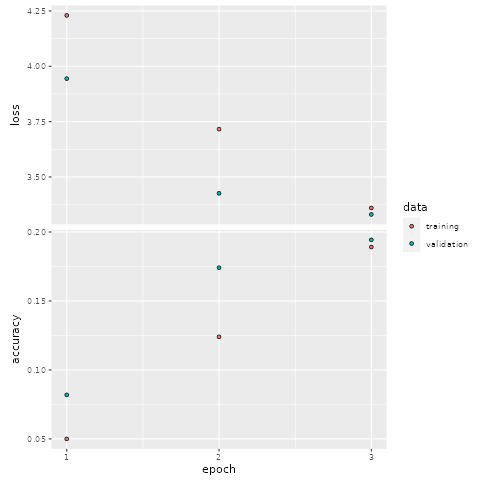 4.25
4.00
loss
3.75
3.50
data
training
validation
0.20
0.15
accuracy
0.10
0.05
1 2 3
epoch